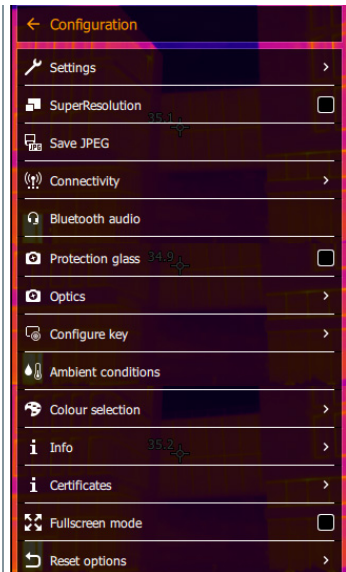 Configuration
Settings
SuperResolution
35.1
JPG
Save JPEG
Connectivity
Bluetooth audio
Protection glass 34.9
Optics
Configure key
Ambient conditions
Colour selection
Info 35.2
Certificates
Fullscreen mode
Reset options